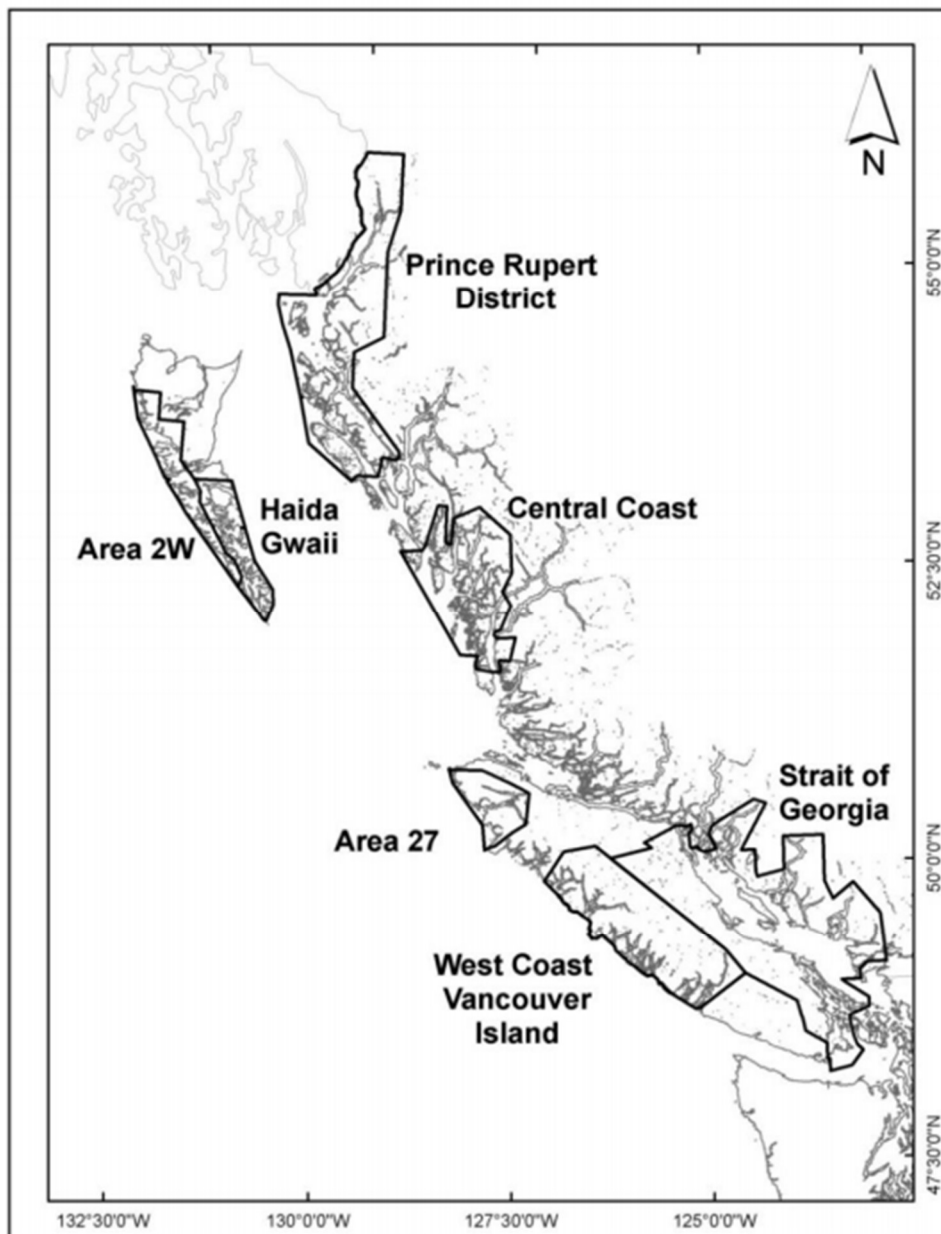 N
Prince Rupert
District
55°0'0"N
Haida
Gwaii
Area 2W
Central Coast
52°30'0"N
Strait of
Georgia
Area 27
50°0'0"N
West Coast
Vancouver
Island
47°30'0"N
132°30'0"W
130°0'0"W
127°30'0"W
125°0'0"W